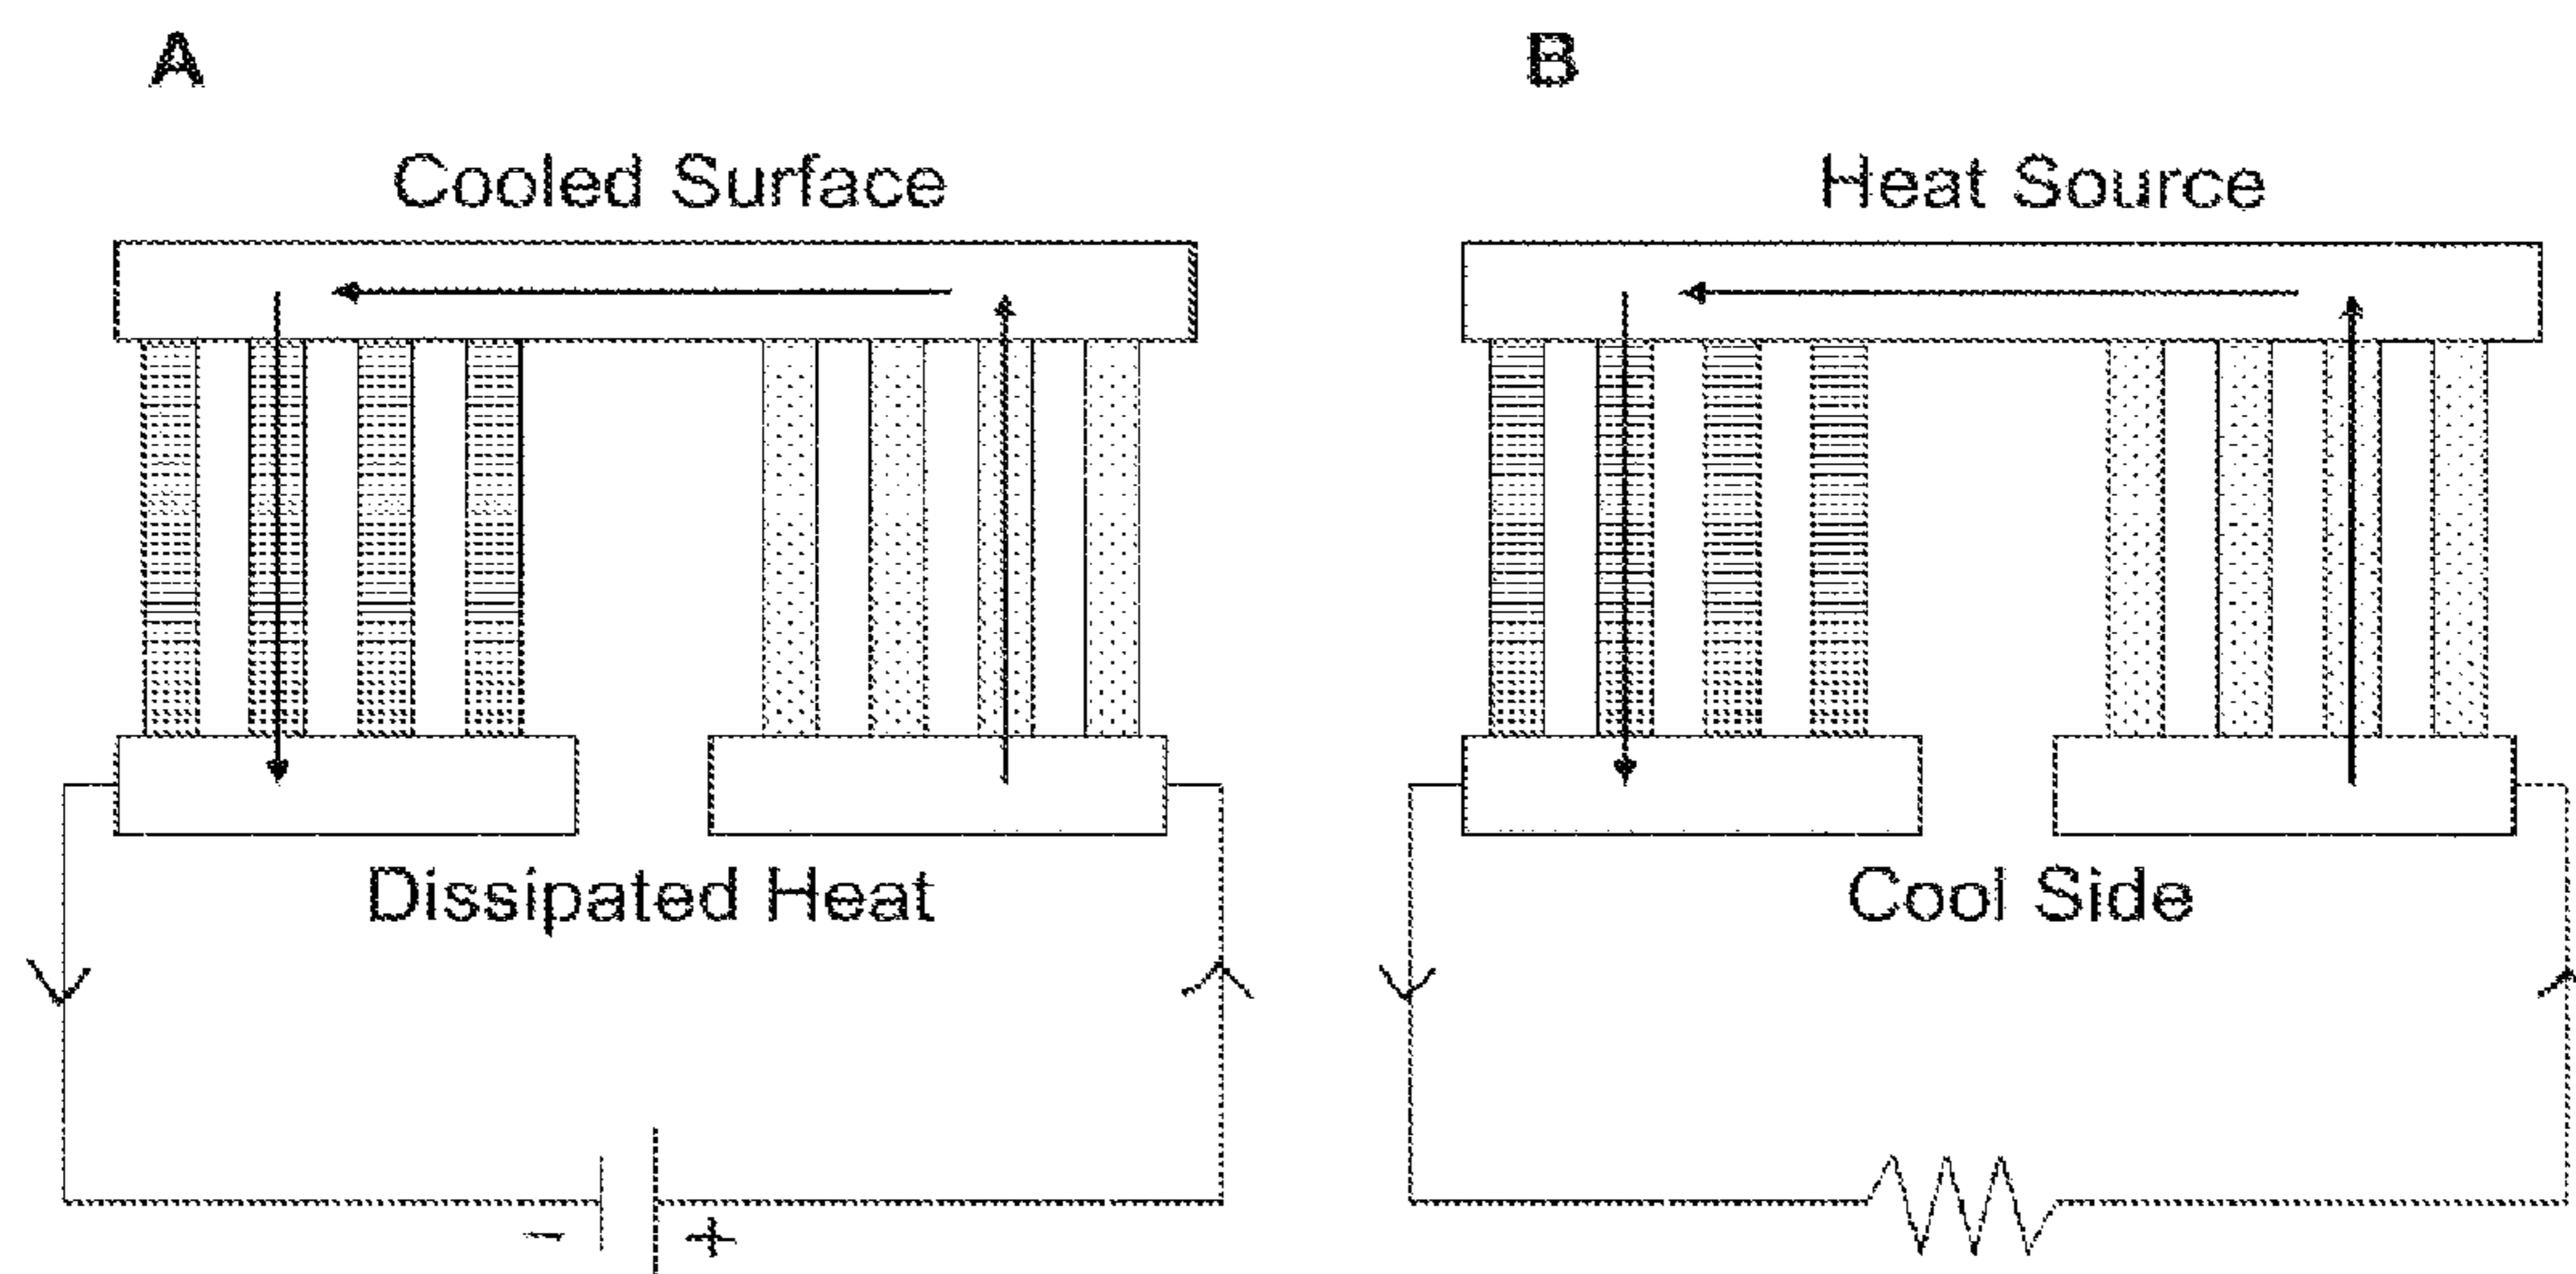 A
B
Cooled Surface
Heat Source
Dissipated Heat
Cool Side
- +